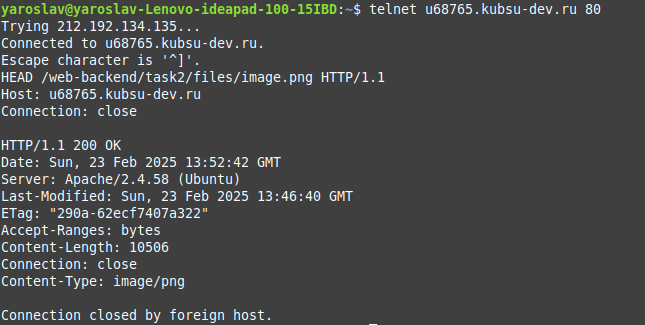 yaroslav@yaroslav-Lenovo-ideapad-100-15IBD:~$ telnet u68765.kubsu-dev.ru 80
Trying 212.192.134.135...
Connected to u68765.kubsu-dev.ru.
Escape character is '^]'.
HEAD /web-backend/task2/files/image.png HTTP/1.1
Host: u68765.kubsu-dev.ru
Connection: close

HTTP/1.1 200 OK
Date: Sun, 23 Feb 2025 13:52:42 GMT
Server: Apache/2.4.58 (Ubuntu)
Last-Modified: Sun, 23 Feb 2025 13:46:40 GMT
ETag: "290a-62ecf7407a322"
Accept-Ranges: bytes
Content-Length: 10506
Connection: close
Content-Type: image/png

Connection closed by foreign host.